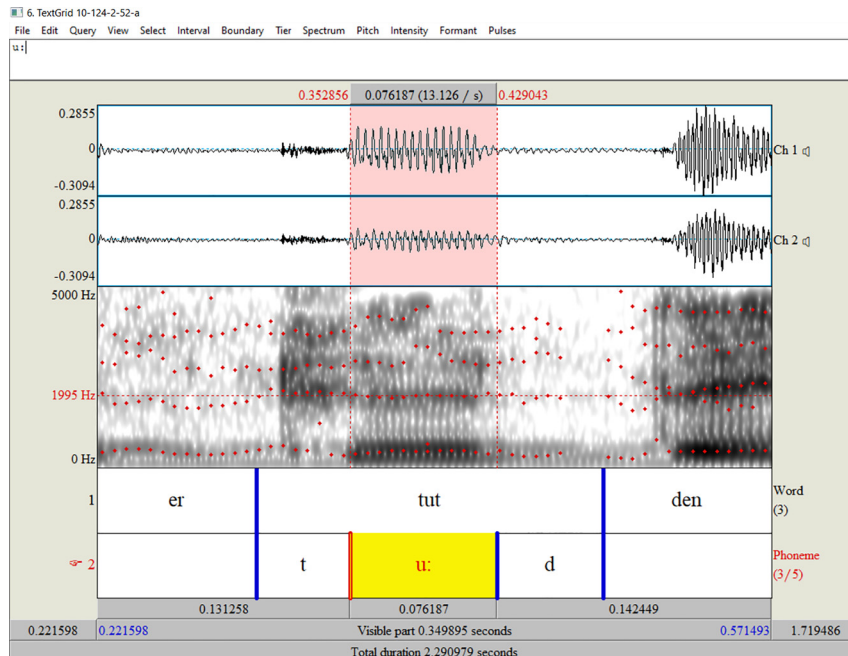 6. TextGrid 10-124-2-52-a
File Edit Query View Select Interval Boundary Tier Spectrum Pitch Intensity Formant Pulses
u:
0.352856 0.076187 (13.126 / s) 0.429043
0.2855
0
-0.3094
Ch 1
0.2855
0
-0.3094
Ch 2
5000 Hz
1995 Hz
0 Hz
1 er tut den Word
(3)
2 t u: d Phoneme
(3/5)
0.131258 0.076187 0.142449
0.221598 0.221598 Visible part 0.349895 seconds 0.571493 1.719486
Total duration 2.290979 seconds